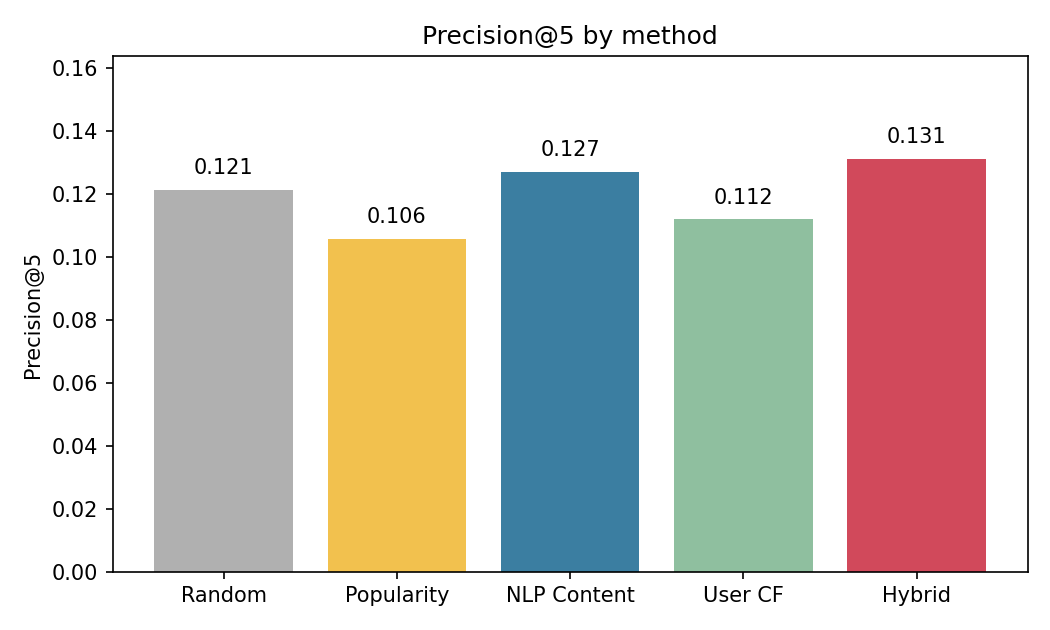 Precision@5 by method
Precision@5
0.16
0.14
0.12
0.10
0.08
0.06
0.04
0.02
0.00
0.121
0.106
0.127
0.112
0.131
Random
Popularity
NLP Content
User CF
Hybrid